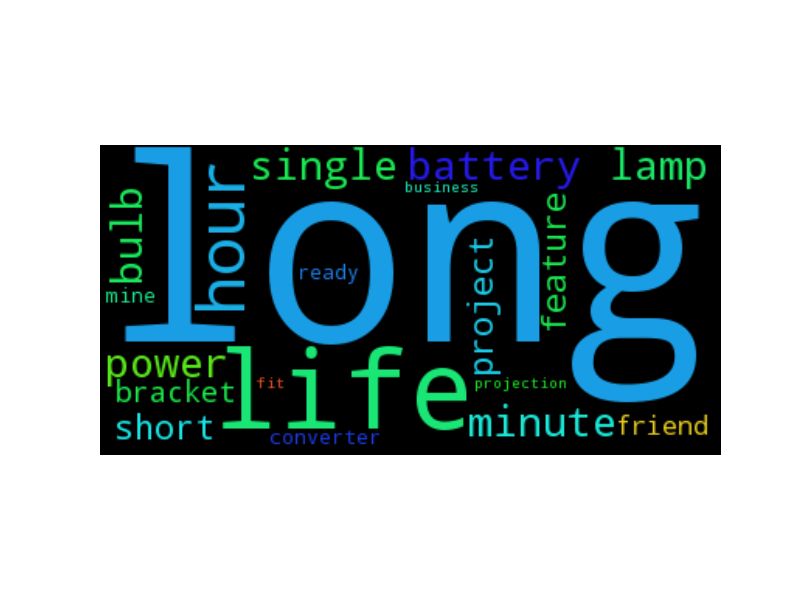 single battery lamp
business
long
hour
bulb
feature
ready
project
mine
power
life
bracket
fit
projection
short
minute
friend
converter